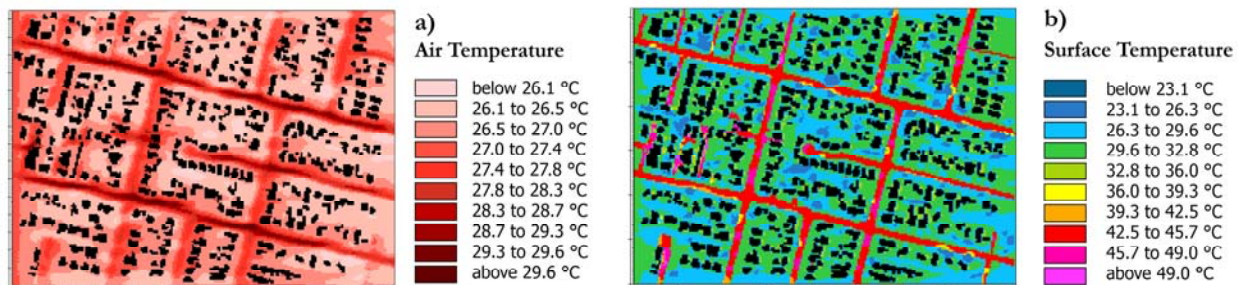 a)
Air Temperature
below 26.1 °C
26.1 to 26.5 °C
26.5 to 27.0 °C
27.0 to 27.4 °C
27.4 to 27.8 °C
27.8 to 28.3 °C
28.3 to 28.7 °C
28.7 to 29.3 °C
29.3 to 29.6 °C
above 29.6 °C
b)
Surface Temperature
below 23.1 °C
23.1 to 26.3 °C
26.3 to 29.6 °C
29.6 to 32.8 °C
32.8 to 36.0 °C
36.0 to 39.3 °C
39.3 to 42.5 °C
42.5 to 45.7 °C
45.7 to 49.0 °C
above 49.0 °C